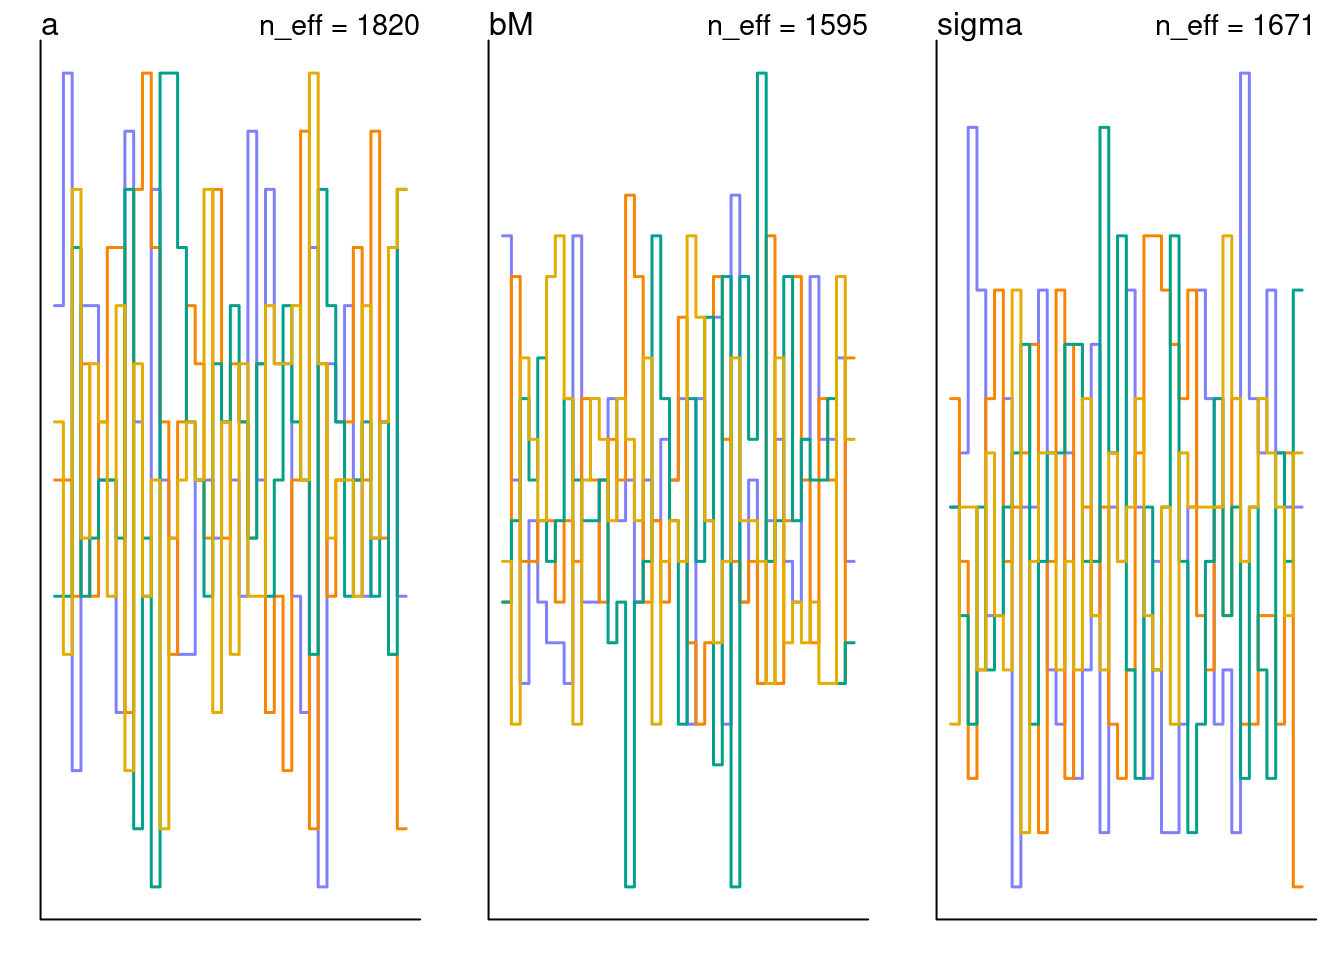 a n_eff = 1820
bM n_eff = 1595
sigma n_eff = 1671